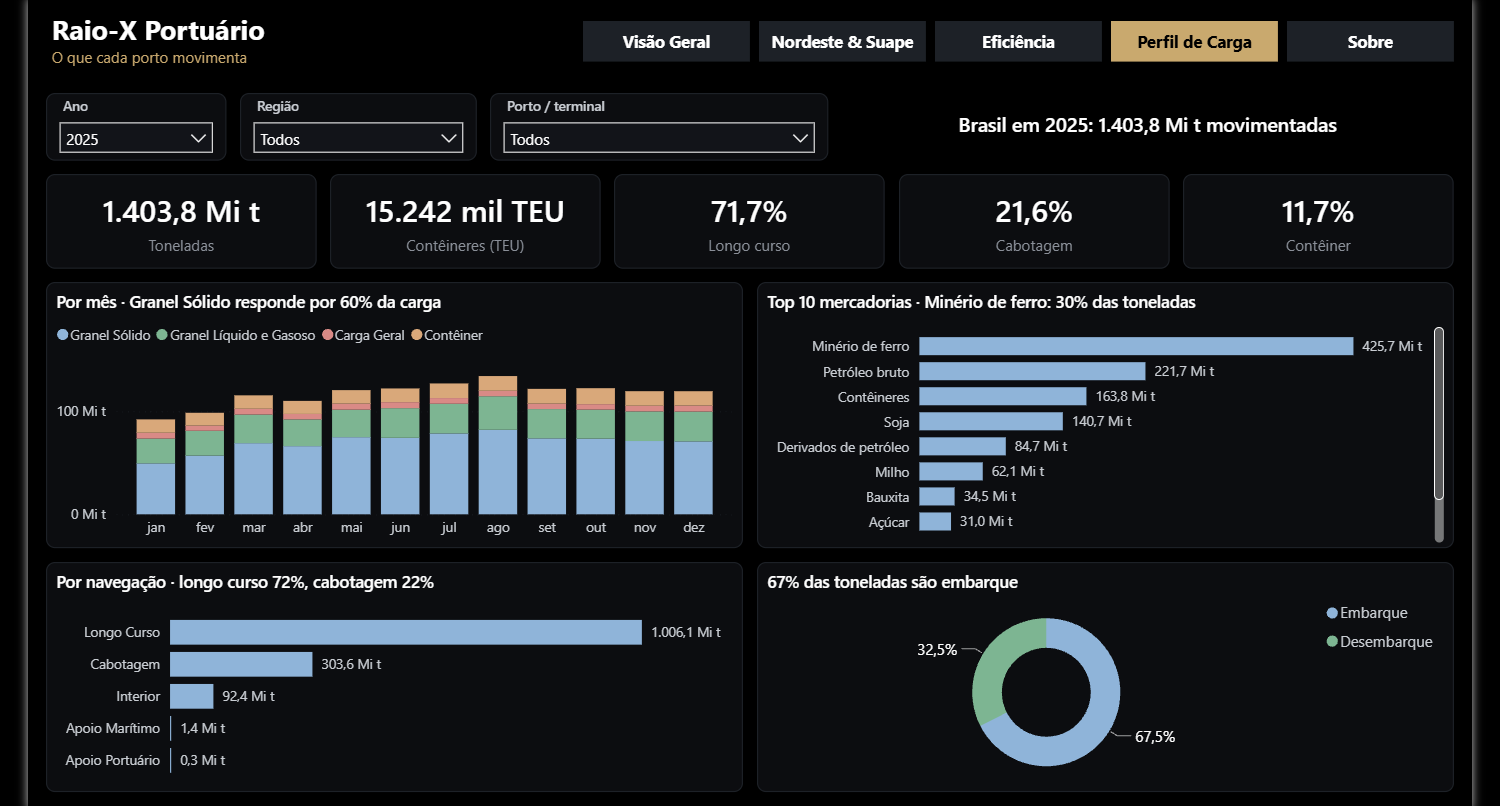 Raio-X Portuário
O que cada porto movimenta
Visão Geral
Nordeste & Suape
Eficiência
Perfil de Carga
Sobre
Ano
2025
Região
Todos
Porto / terminal
Todos
Brasil em 2025: 1.403,8 Mi t movimentadas
1.403,8 Mi t
Toneladas
15.242 mil TEU
Contêineres (TEU)
71,7%
Longo curso
21,6%
Cabotagem
11,7%
Contêiner
Por mês · Granel Sólido responde por 60% da carga
Granel Sólido Granel Líquido e Gasoso Carga Geral Contêiner
100 Mi t
0 Mi t
jan fev mar abr mai jun jul ago set out nov dez
Top 10 mercadorias · Minério de ferro: 30% das toneladas
Minério de ferro 425,7 Mi t
Petróleo bruto 221,7 Mi t
Contêineres 163,8 Mi t
Soja 140,7 Mi t
Derivados de petróleo 84,7 Mi t
Milho 62,1 Mi t
Bauxita 34,5 Mi t
Açúcar 31,0 Mi t
Por navegação · longo curso 72%, cabotagem 22%
Longo Curso 1.006,1 Mi t
Cabotagem 303,6 Mi t
Interior 92,4 Mi t
Apoio Marítimo 1,4 Mi t
Apoio Portuário 0,3 Mi t
67% das toneladas são embarque
Embarque
Desembarque
32,5%
67,5%